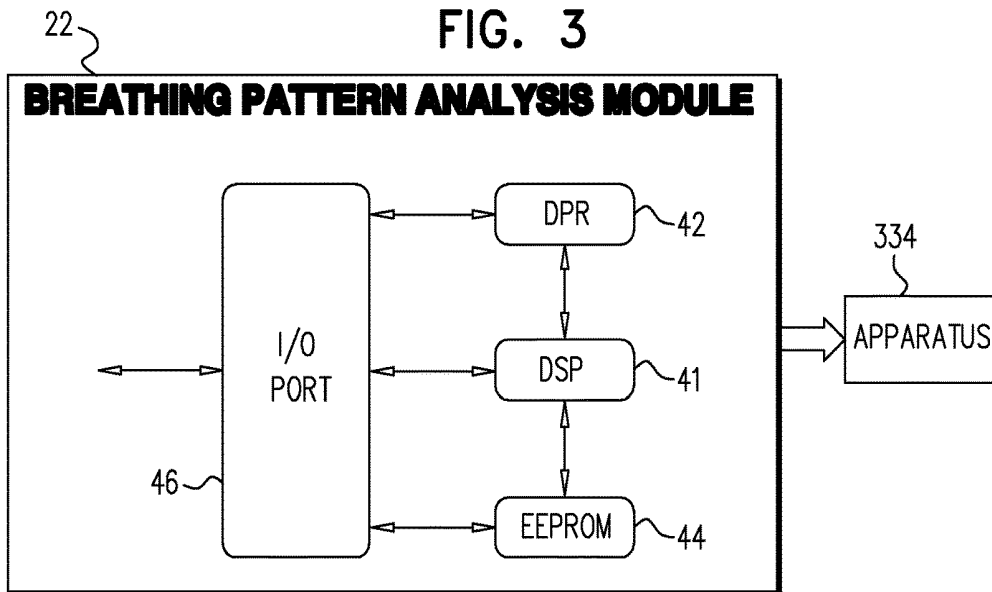 FIG. 3
22
BREATHING PATTERN ANALYSIS MODULE
DPR
42
334
I/O
PORT
DSP
41
APPARATUS
46
EEPROM
44